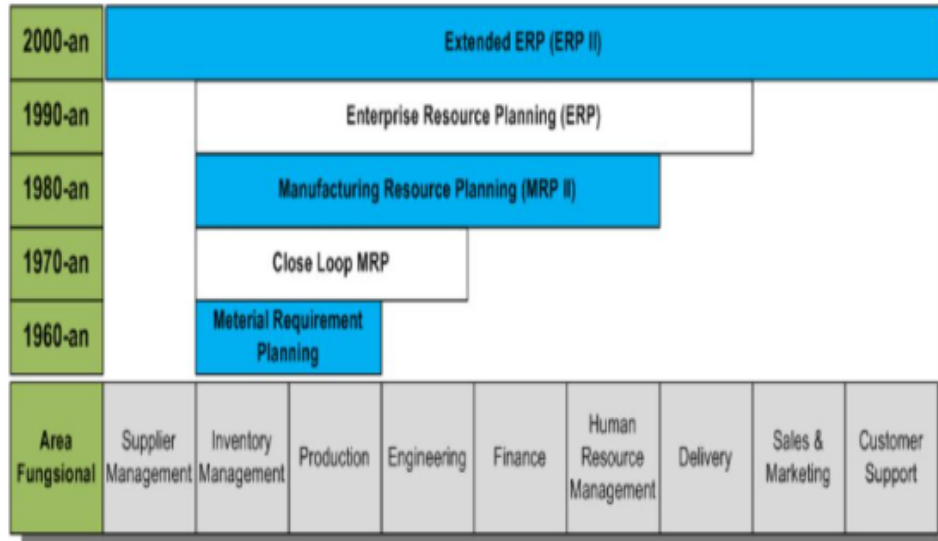 2000-an
Extended ERP (ERP II)
1990-an
Enterprise Resource Planning (ERP)
1980-an
Manufacturing Resource Planning (MRP II)
1970-an
Close Loop MRP
1960-an
Meterial Requirement
Planning
Area
Fungsional
Supplier
Management
Inventory
Management
Production
Engineering
Finance
Human
Resource
Management
Delivery
Sales &
Marketing
Customer
Support